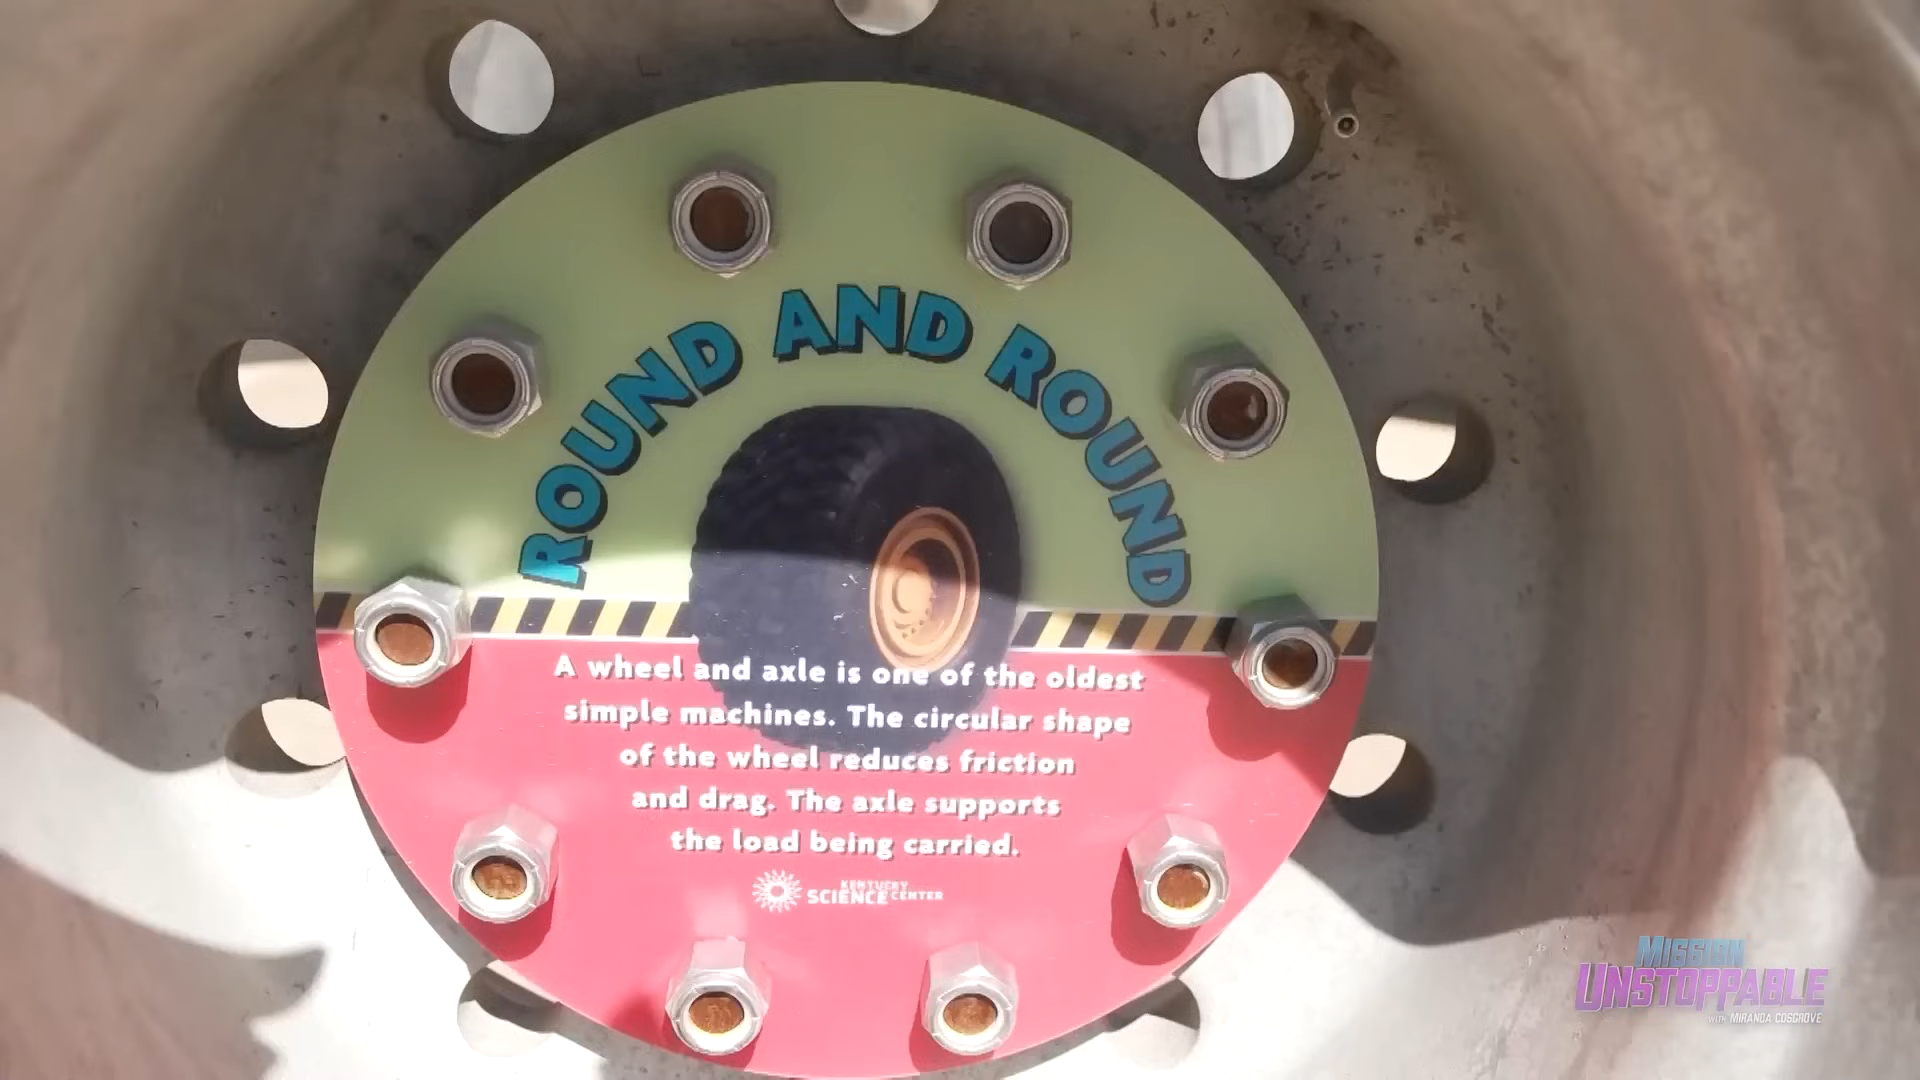 ROUND AND ROUND
A wheel and axle is one of the oldest
simple machines. The circular shape
of the wheel reduces friction
and drag. The axle supports
the load being carried.
KENTUCKY
SCIENCE CENTER
MISSION
UNSTOPPABLE
WITH MIRANDA COSGROVE